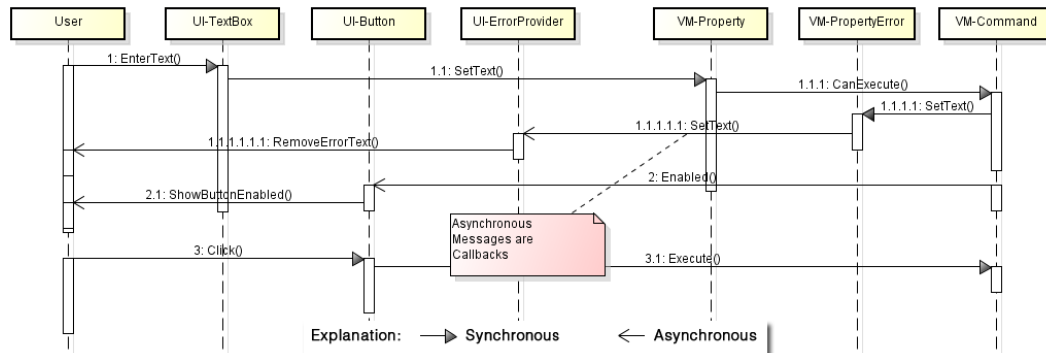 User UI-TextBox UI-Button UI-ErrorProvider VM-Property VM-PropertyError VM-Command
1: EnterText()
1.1: SetText()
1.1.1: CanExecute()
1.1.1.1: SetText()
1.1.1.1.1: SetText()
1.1.1.1.1.1: RemoveErrorText()
2: Enabled()
2.1: ShowButtonEnabled()
Asynchronous
Messages are
Callbacks
3: Click()
3.1: Execute()
Explanation: Synchronous Asynchronous